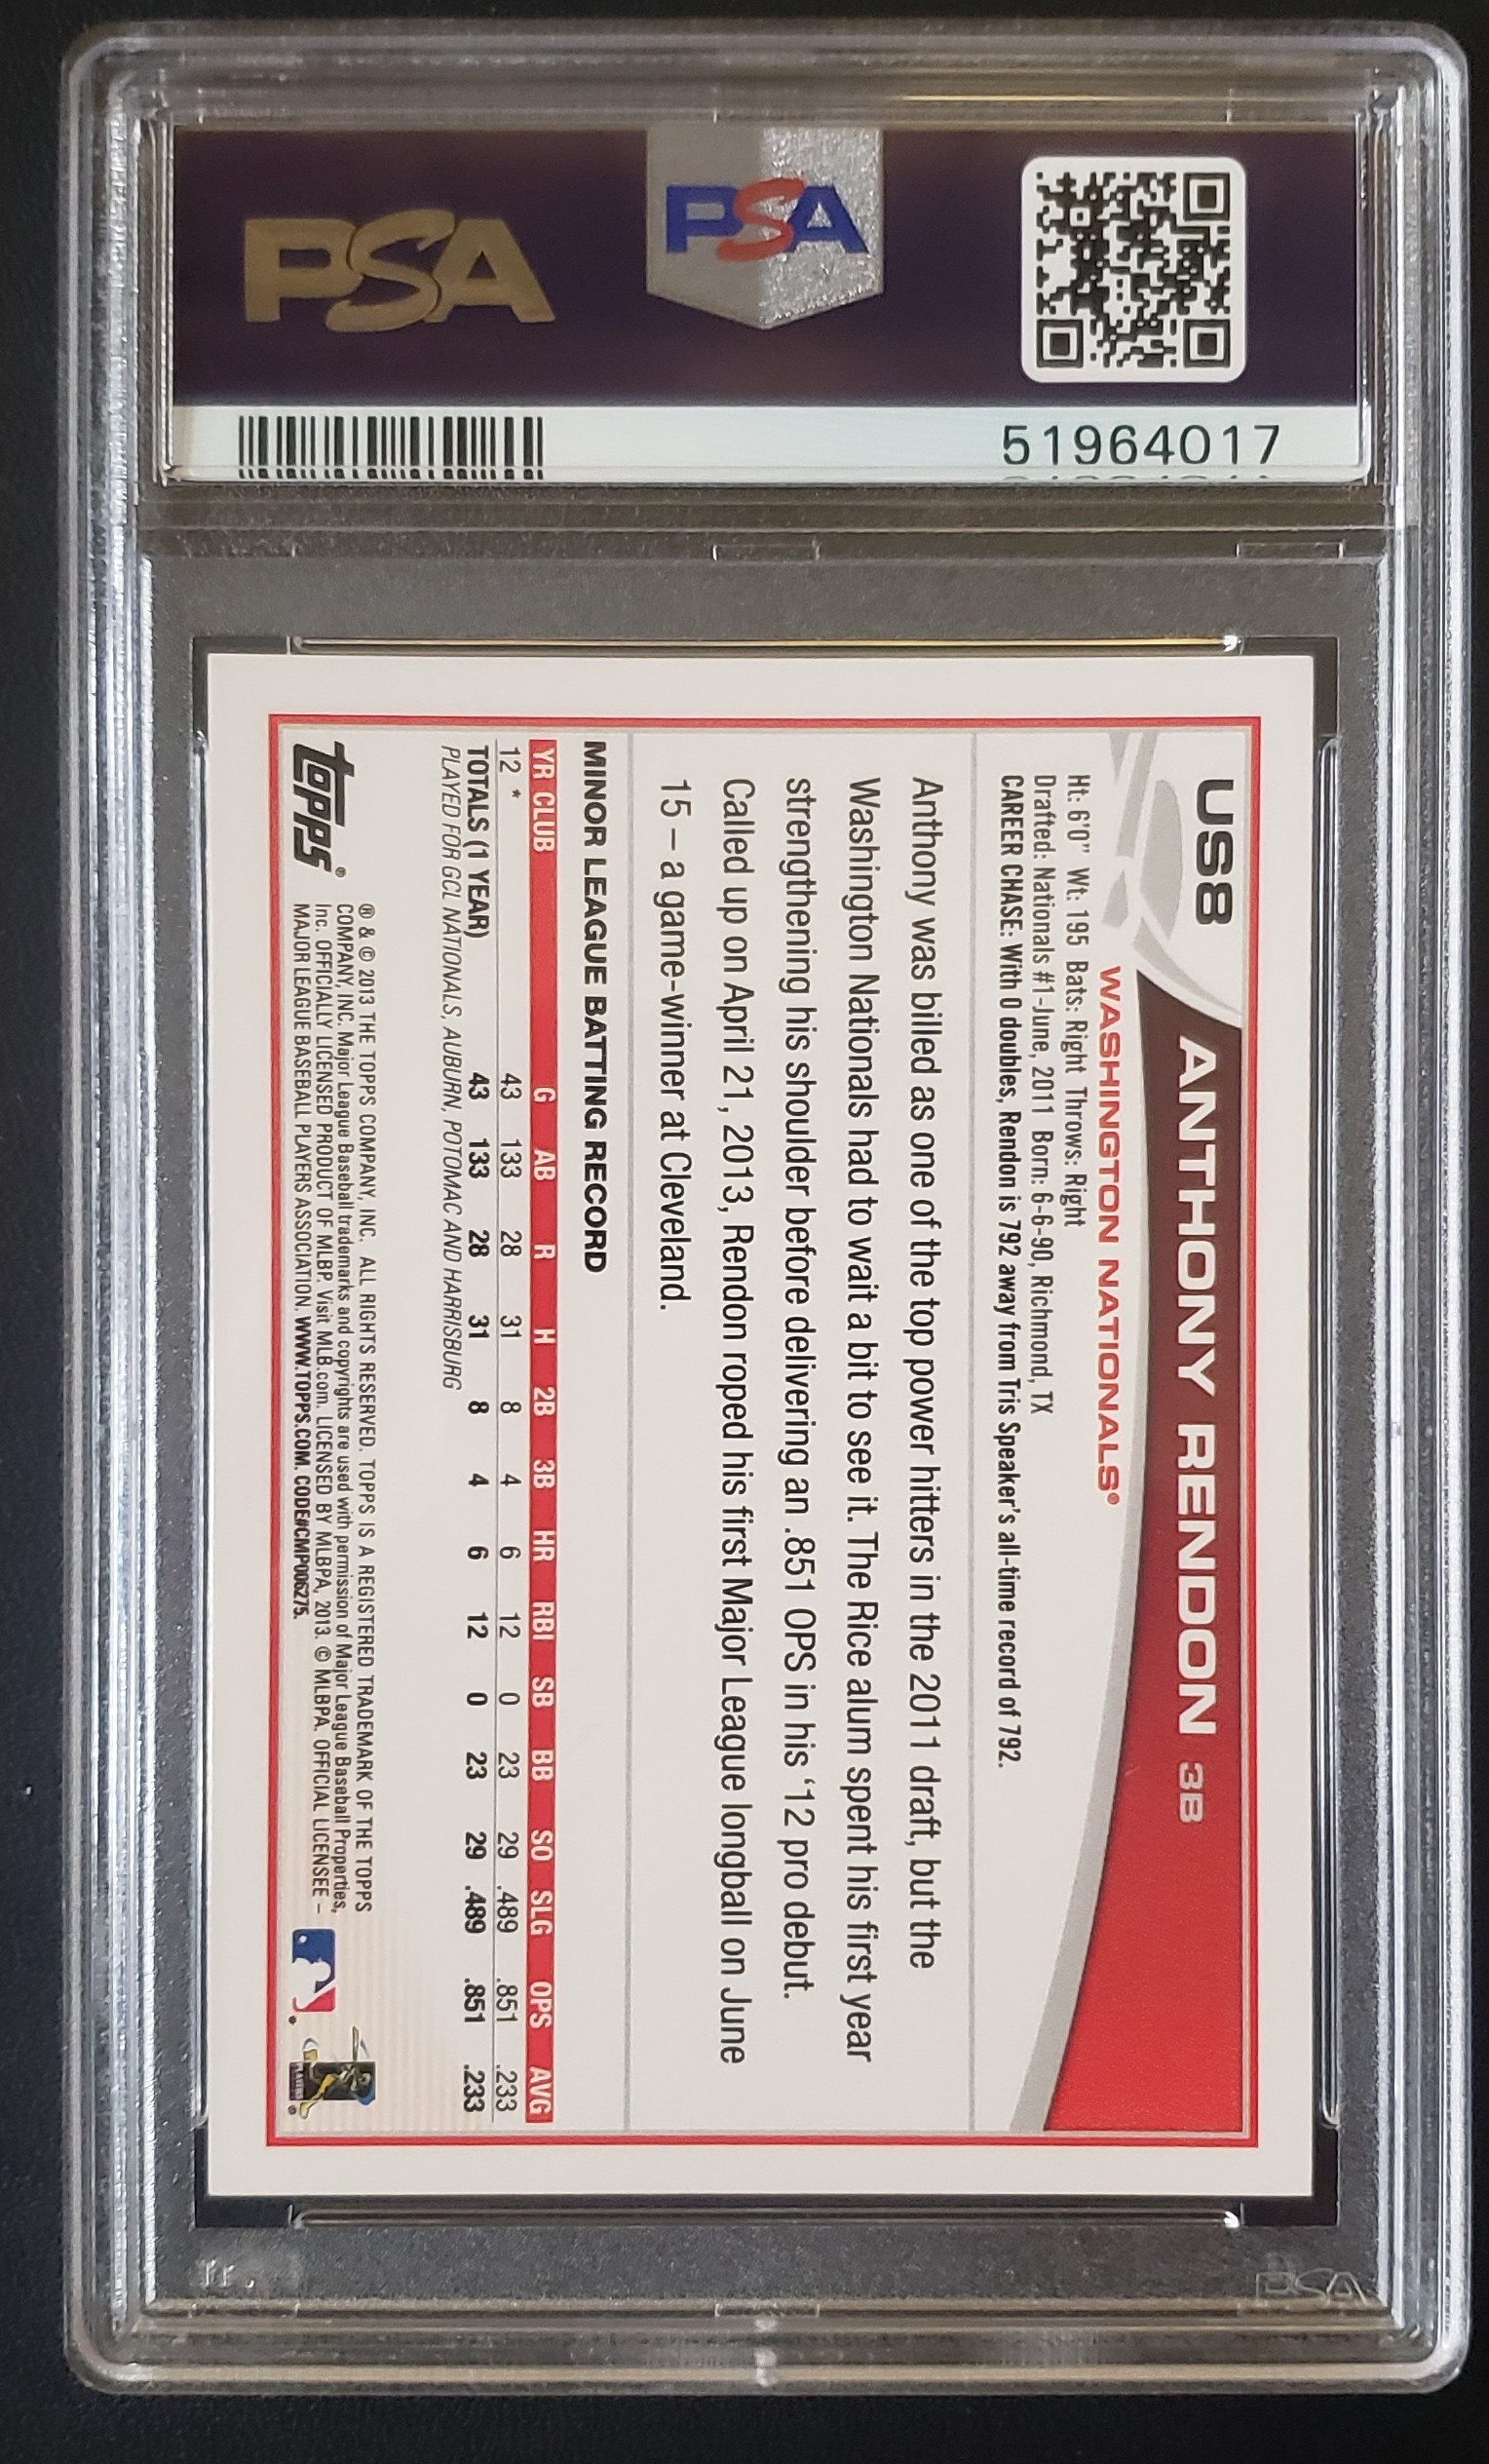 PSA
PSA
51964017
US8
ANTHONY RENDON 3B
WASHINGTON NATIONALS®
Ht: 6'0" Wt: 195 Bats: Right Throws: Right
Drafted: Nationals #1-June, 2011 Born: 6-6-90, Richmond, TX
CAREER CHASE: With 0 doubles, Rendon is 792 away from Tris Speaker's all-time record of 792.
Anthony was billed as one of the top power hitters in the 2011 draft, but the
Washington Nationals had to wait a bit to see it. The Rice alum spent his first year
strengthening his shoulder before delivering an .851 OPS in his '12 pro debut.
Called up on April 21, 2013, Rendon roped his first Major League longball on June
15 – a game-winner at Cleveland.
MINOR LEAGUE BATTING RECORD
YR CLUB G AB R H 2B 3B HR RBI SB BB SO SLG OPS AVG
12 * 43 133 28 31 8 4 6 12 0 23 29 .489 .851 .233
TOTALS (1 YEAR) 43 133 28 31 8 4 6 12 0 23 29 .489 .851 .233
PLAYED FOR GCL NATIONALS, AUBURN, POTOMAC AND HARRISBURG
topps®
® & © 2013 THE TOPPS COMPANY, INC. ALL RIGHTS RESERVED. TOPPS IS A REGISTERED TRADEMARK OF THE TOPPS
COMPANY, INC. Major League Baseball trademarks and copyrights are used with permission of Major League Baseball Properties,
Inc. OFFICIALLY LICENSED PRODUCT OF MLBP. Visit MLB.com. LICENSED BY MLBPA, 2013. © MLBPA. OFFICIAL LICENSEE –
MAJOR LEAGUE BASEBALL PLAYERS ASSOCIATION. WWW.TOPPS.COM. CODE#CMP006275.
PSA